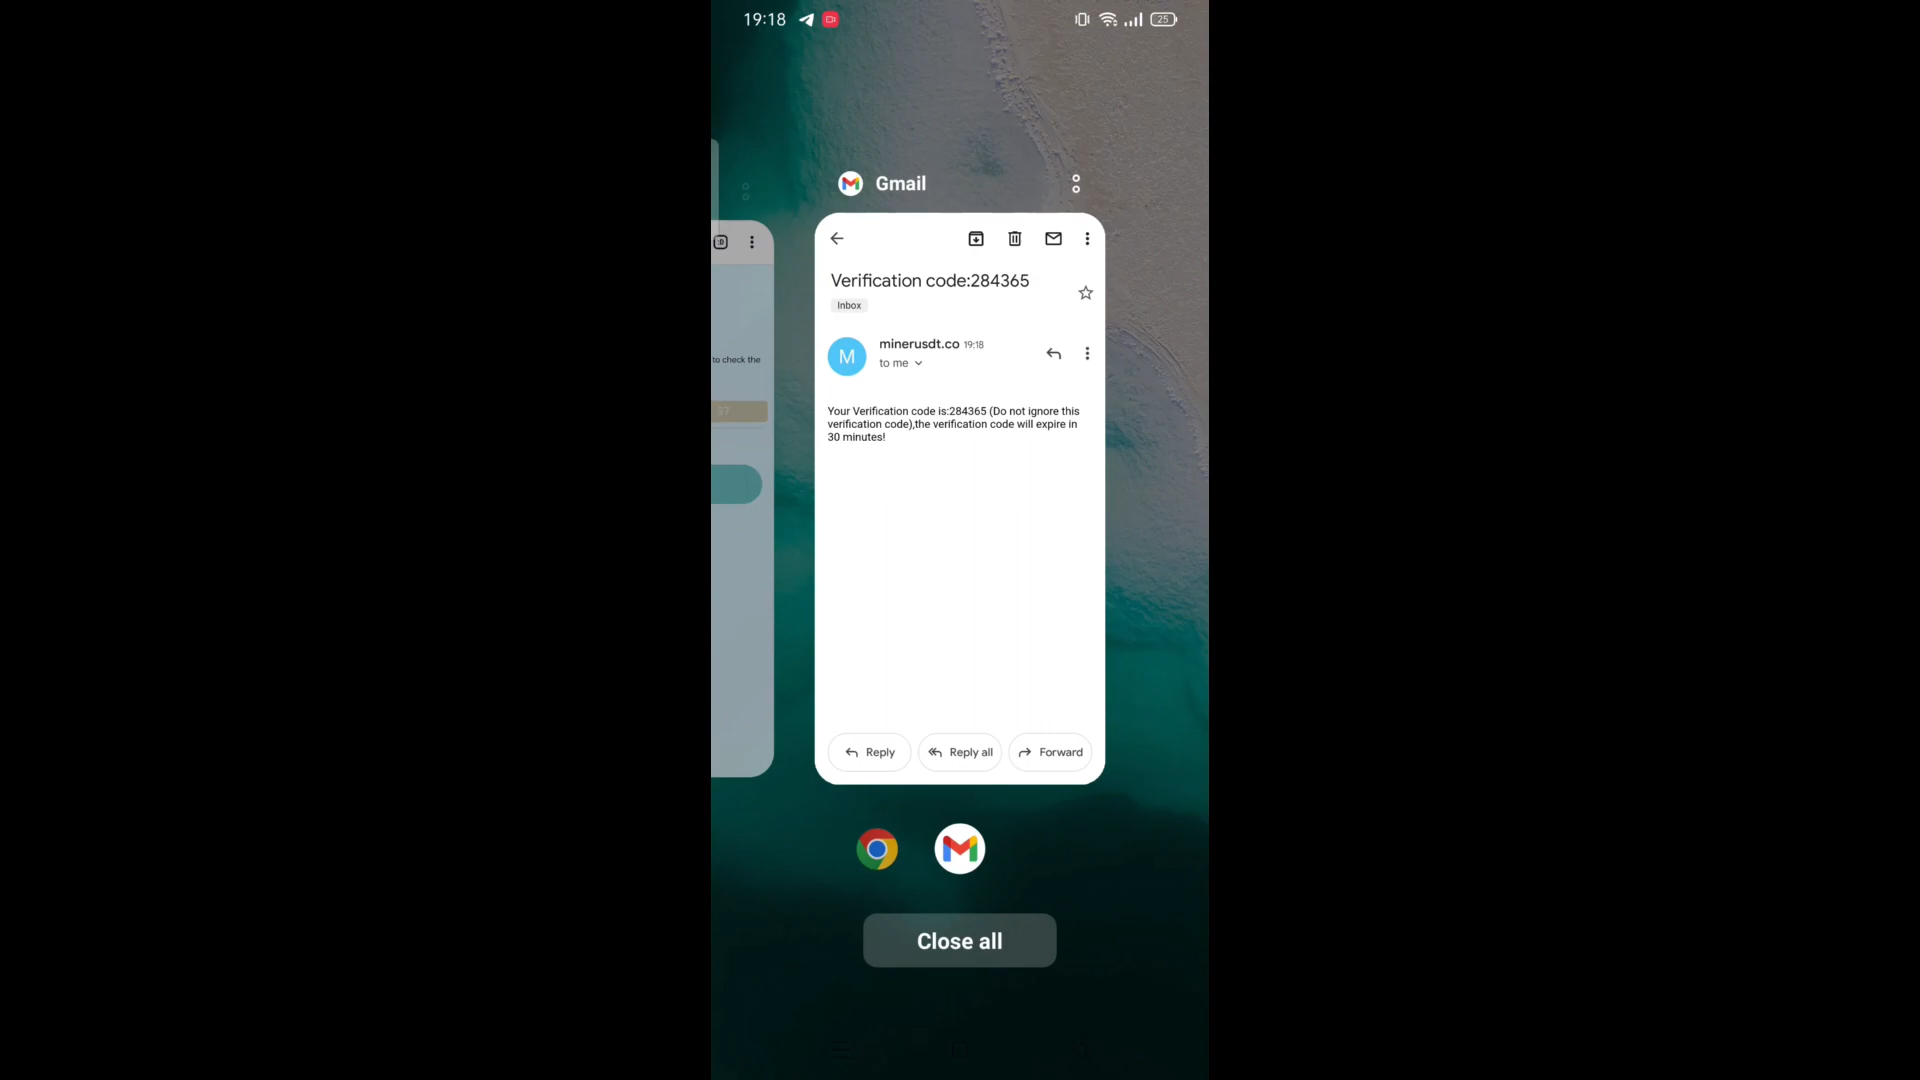 19:18
25
Gmail
Verification code:284365
Inbox
to check the
M
minerusdt.co 19:18
to me
37
Your Verification code is:284365 (Do not ignore this
verification code),the verification code will expire in
30 minutes!
Reply
Reply all
Forward
Close all